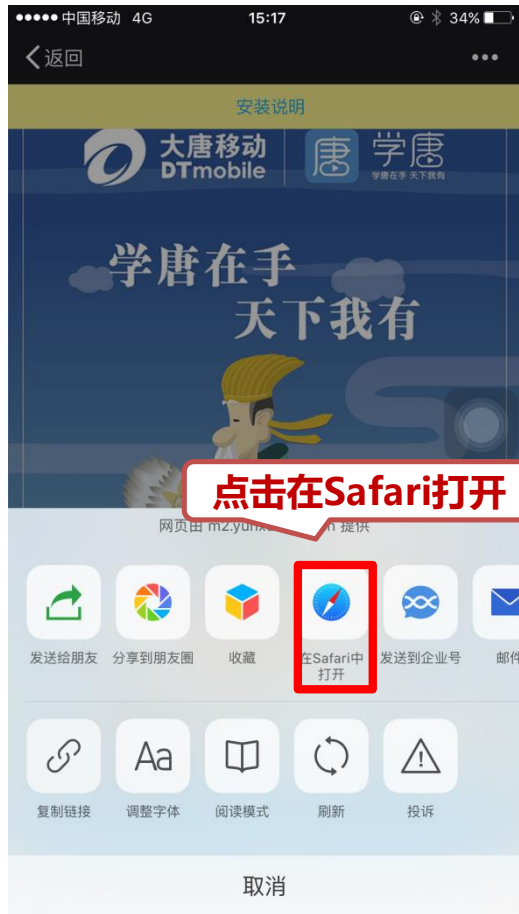 中国移动 4G 15:17 34%
返回
安装说明
大唐移动
DTmobile
唐
学唐
学唐在手 天下我有
学唐在手
天下我有
点击在Safari打开
网页由 m2.yunx 提供
发送给朋友 分享到朋友圈 收藏 在Safari中打开 发送到企业号 邮件
复制链接 调整字体 阅读模式 刷新 投诉
Aa
取消